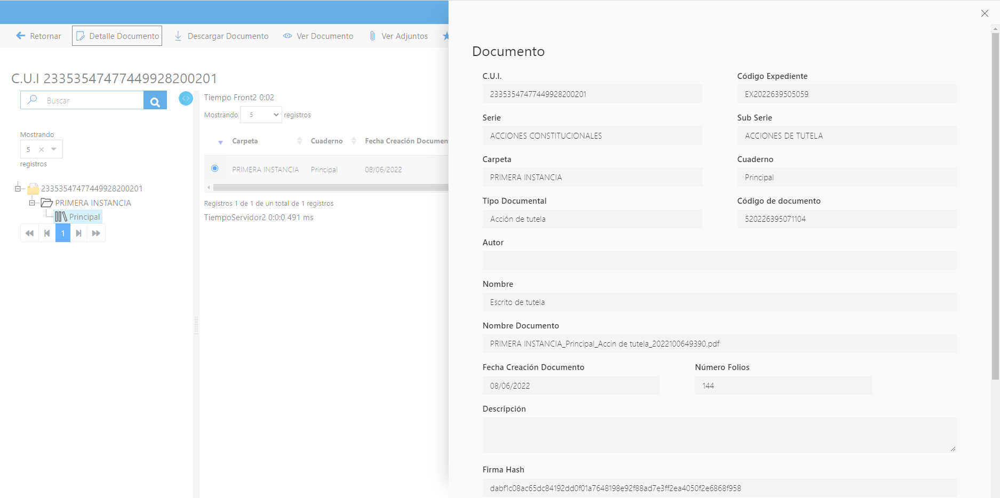 Retornar
Detalle Documento
Descargar Documento
Ver Documento
Ver Adjuntos
C.U.I 23353547477449928200201
Buscar
Mostrando
5
registros
23353547477449928200201
PRIMERA INSTANCIA
Principal
1
Tiempo Front2 0:02
Mostrando 5 registros
Carpeta Cuaderno Fecha Creación Documen
PRIMERA INSTANCIA Principal 08/06/2022
Registros 1 de 1 de un total de 1 registros
TiempoServidor2 0:0:0 491 ms
Documento
C.U.I. Código Expediente
23353547477449928200201 EX2022639505059
Serie Sub Serie
ACCIONES CONSTITUCIONALES ACCIONES DE TUTELA
Carpeta Cuaderno
PRIMERA INSTANCIA Principal
Tipo Documental Código de documento
Acción de tutela 520226395071104
Autor
Nombre
Escrito de tutela
Nombre Documento
PRIMERA INSTANCIA_Principal_Accin de tutela_2022100649390.pdf
Fecha Creación Documento Número Folios
08/06/2022 144
Descripción
Firma Hash
dabf1c08ac65dc84192dd0f01a7648198e92f88ad7e3ff2ea4050f2e6868f958